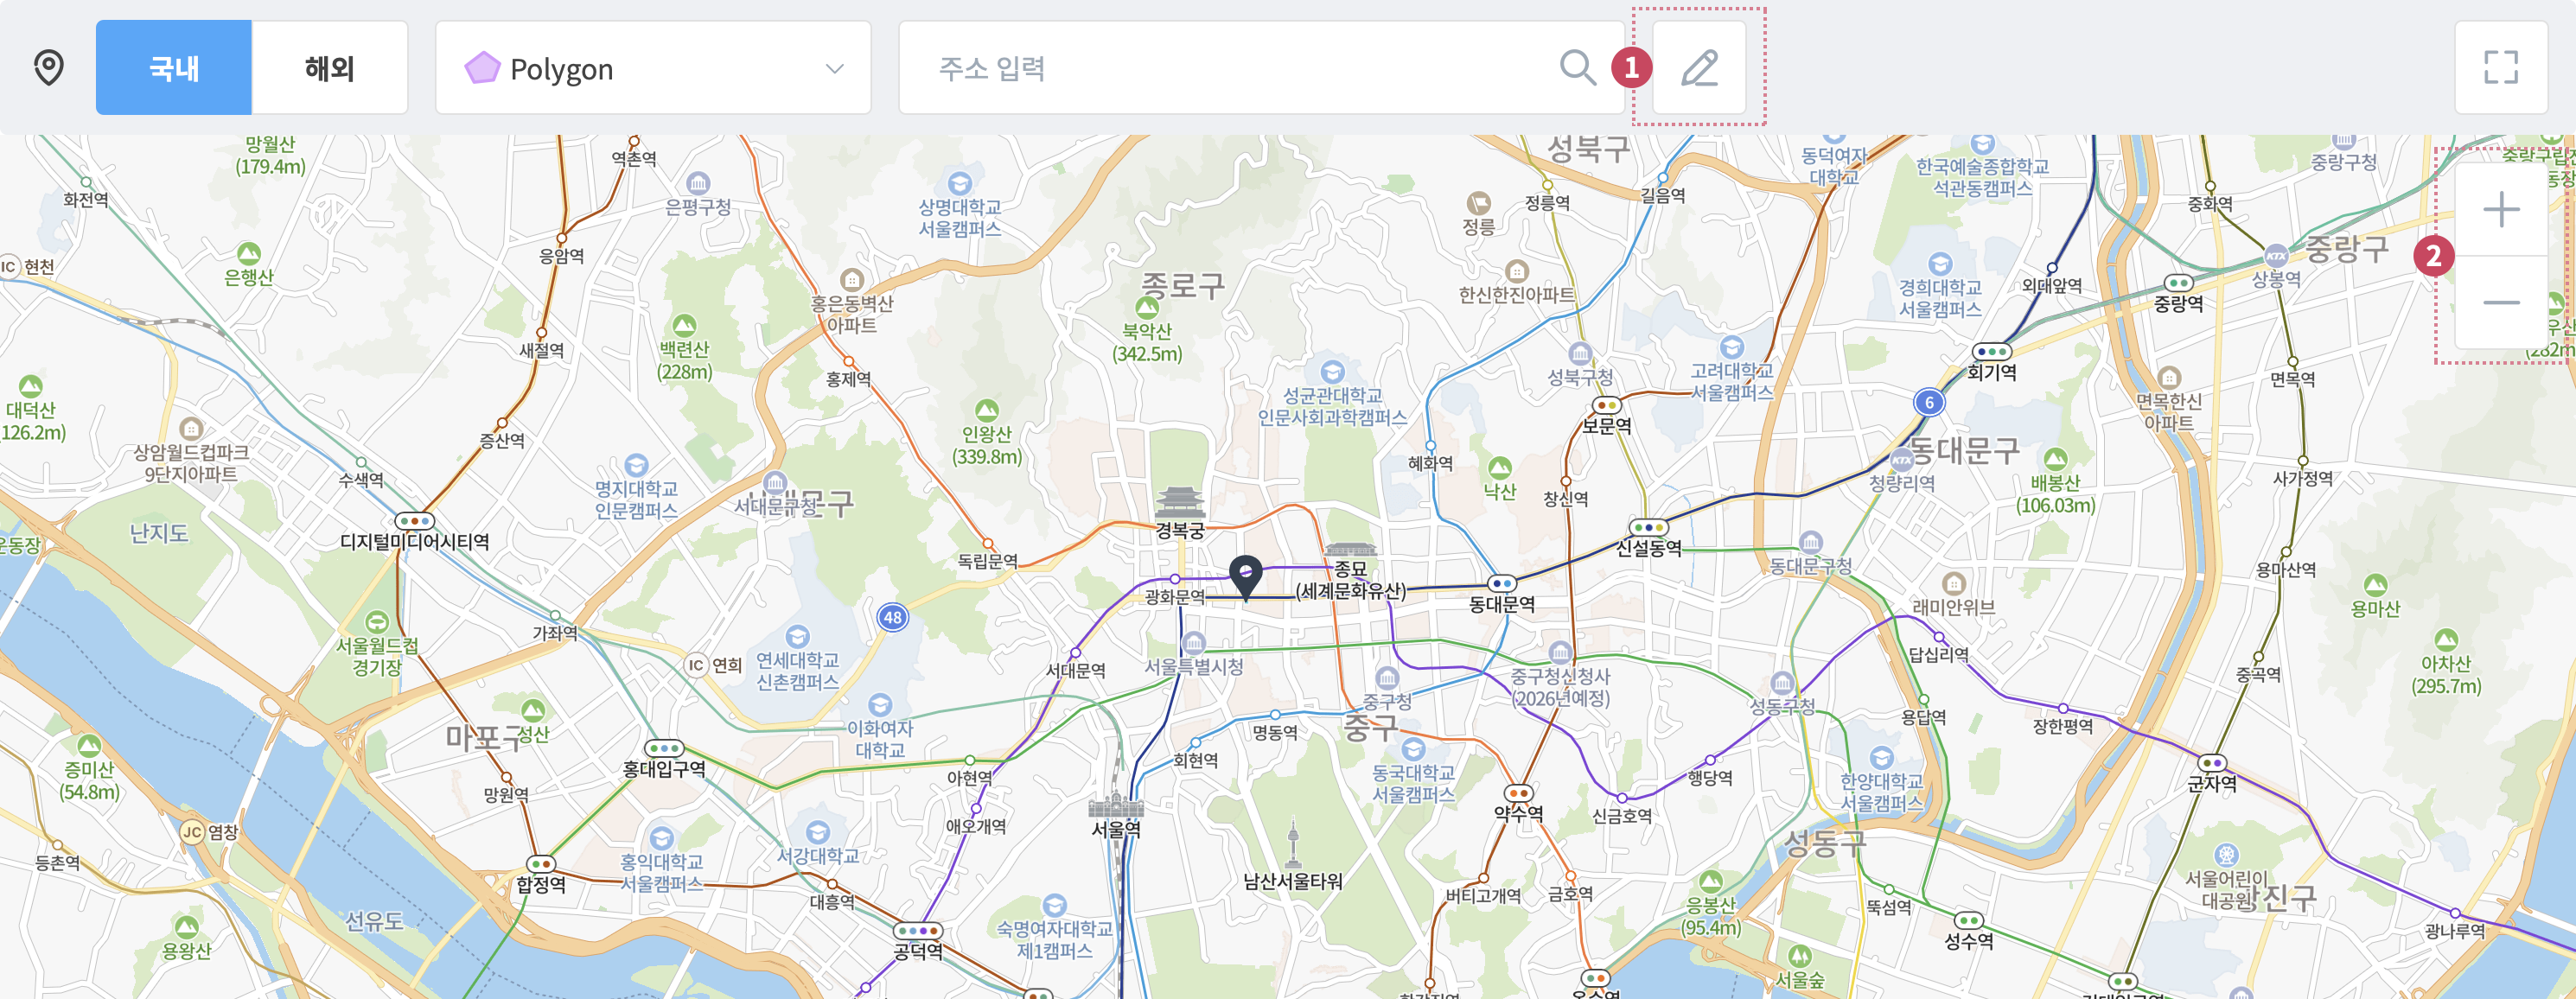 국내
해외
Polygon
주소 입력
1
2
망월산
(179.4m)
역촌역
화전역
은평구청
상명대학교
서울캠퍼스
성북구
정릉역
길음역
정릉
동덕여자
대학교
한국예술종합학교
석관동캠퍼스
중화역
중랑구청
IC 현천
은행산
응암역
홍은동벽산
아파트
종로구
북악산
(342.5m)
한신한진아파트
경희대학교
서울캠퍼스
외대앞역
중랑역
KTX
상봉역
중랑구
새절역
백련산
(228m)
홍제역
성북구청
고려대학교
서울캠퍼스
회기역
면목역
대덕산
126.2m)
상암월드컵파크
9단지아파트
증산역
수색역
명지대학교
인문캠퍼스
인왕산
(339.8m)
성균관대학교
인문사회과학캠퍼스
혜화역
낙산
보문역
창신역
6
동대문구
KTX
청량리역
배봉산
(106.03m)
면목한신
아파트
사가정역
난지도
운동장
디지털미디어시티역
서대문구청
경복궁
독립문역
광화문역
종묘
(세계문화유산)
동대문역
신설동역
동대문구청
래미안위브
용마산역
용마산
서울월드컵
경기장
가좌역
48
IC 연희
연세대학교
신촌캠퍼스
서대문역
서울특별시청
중구청
중구청신청사
(2026년예정)
성동구청
답십리역
용답역
장한평역
중곡역
아차산
(295.7m)
마포구
성산
증미산
(54.8m)
홍대입구역
이화여자
대학교
아현역
회현역
명동역
중구
동국대학교
서울캠퍼스
행당역
한양대학교
서울캠퍼스
군자역
망원역
애오개역
서울역
약수역
신금호역
성동구
JC 염창
등촌역
합정역
홍익대학교
서울캠퍼스
서강대학교
대흥역
남산서울타워
버티고개역
금호역
응봉산
(95.4m)
뚝섬역
서울어린이
대공원
선유도
용왕산
공덕역
숙명여자대학교
제1캠퍼스
성수역
서울숲
광나루역